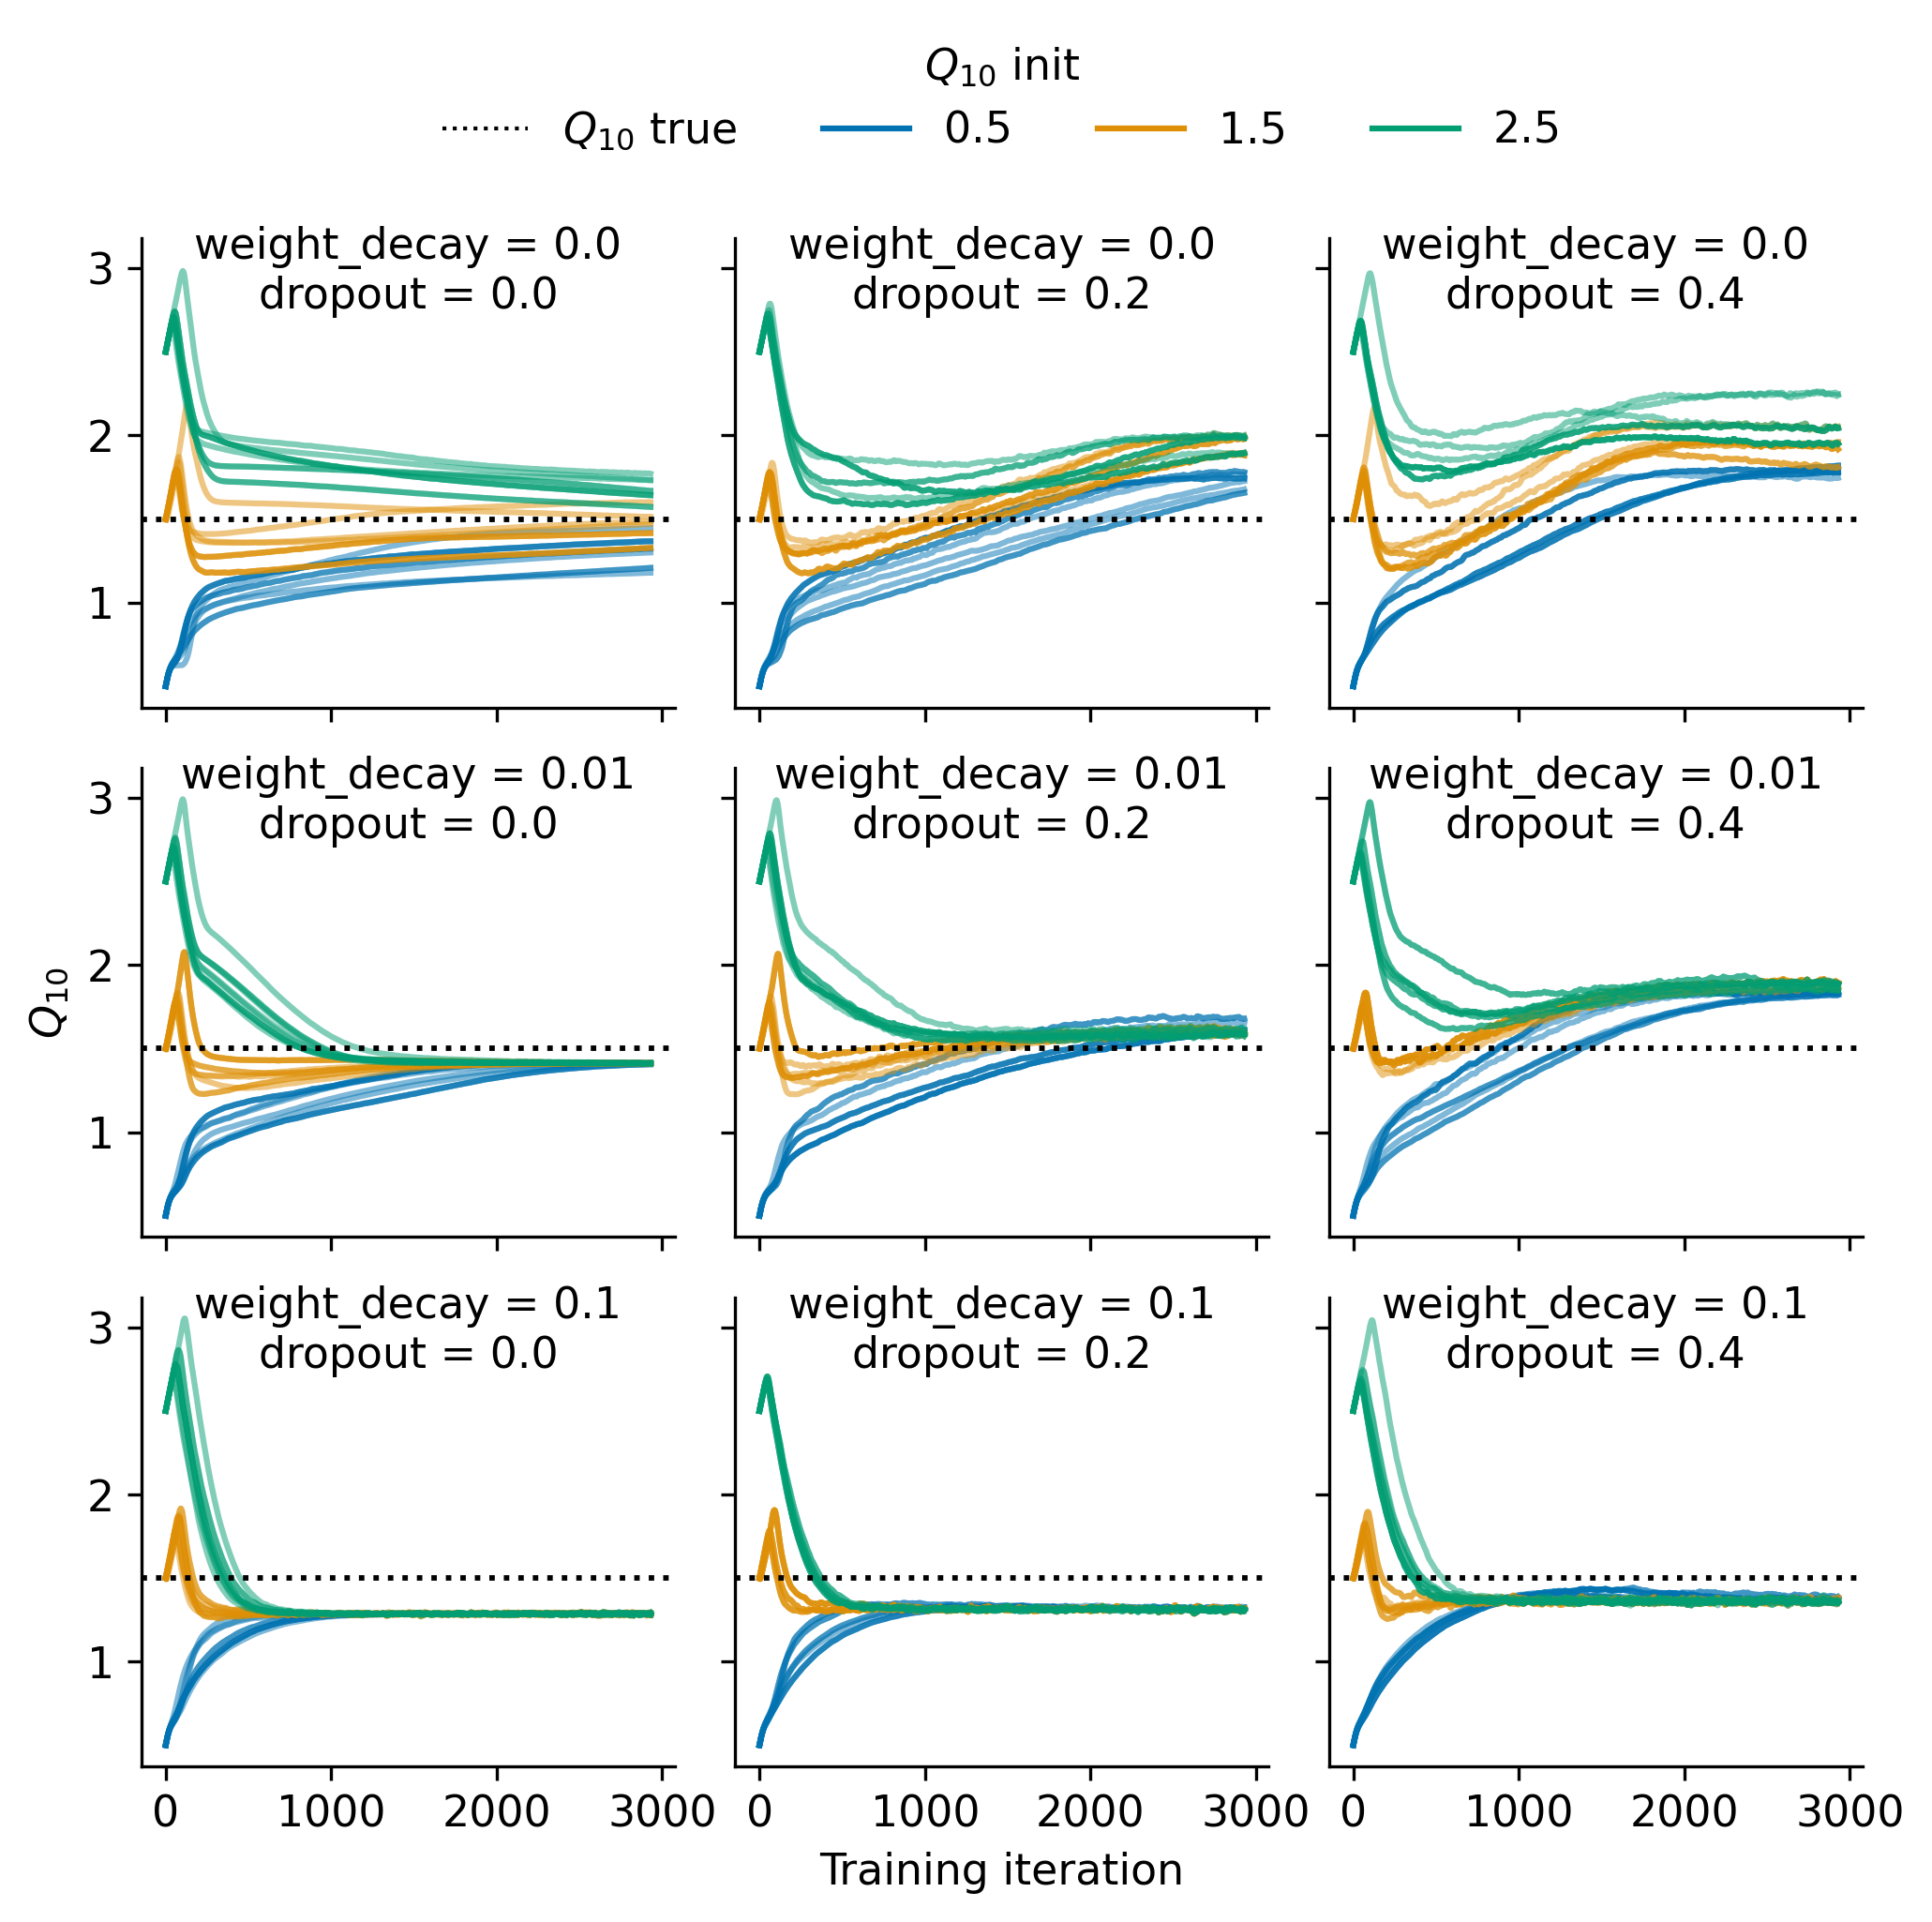 Q10 init
Q10 true 0.5 1.5 2.5
weight_decay = 0.0
dropout = 0.0
weight_decay = 0.0
dropout = 0.2
weight_decay = 0.0
dropout = 0.4
3
2
1
weight_decay = 0.01
dropout = 0.0
weight_decay = 0.01
dropout = 0.2
weight_decay = 0.01
dropout = 0.4
3
2
1
Q10
weight_decay = 0.1
dropout = 0.0
weight_decay = 0.1
dropout = 0.2
weight_decay = 0.1
dropout = 0.4
3
2
1
0 1000 2000 3000
0 1000 2000 3000
0 1000 2000 3000
Training iteration